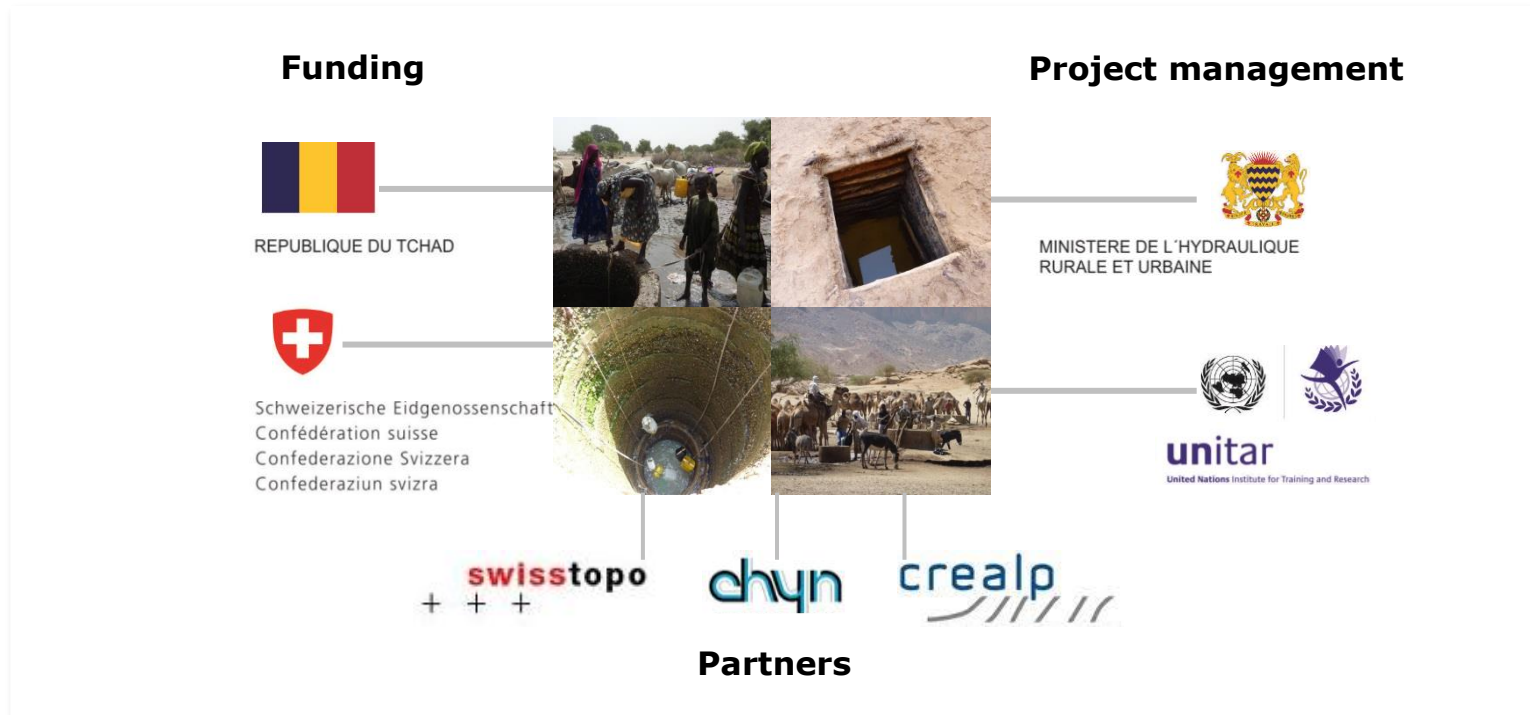 Funding
Project management
REPUBLIQUE DU TCHAD
MINISTERE DE L´HYDRAULIQUE
RURALE ET URBAINE
Schweizerische Eidgenossenschaft
Confédération suisse
Confederazione Svizzera
Confederaziun svizra
unitar
United Nations Institute for Training and Research
swisstopo
chyn
crealp
Partners